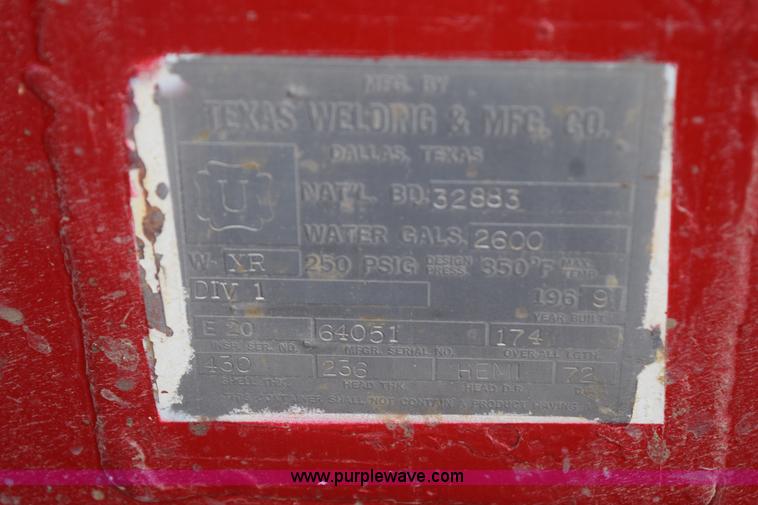 MFG. BY
TEXAS WELDING & MFG. CO.
DALLAS, TEXAS
U
NAT'L. BD. 32883
WATER GALS. 2600
W- XR 250 PSIG DESIGN PRESS. 350°F MAX. TEMP.
DIV 1 196 9
YEAR BUILT
E 20 64051 174
INSP. SER. NO. MFGR. SERIAL NO. OVERALL LGTH.
430 236 HEMI 72
SHELL THK. HEAD THK. HEAD D.R.
THIS CONTAINER SHALL NOT CONTAIN A PRODUCT HAVING
www.purplewave.com